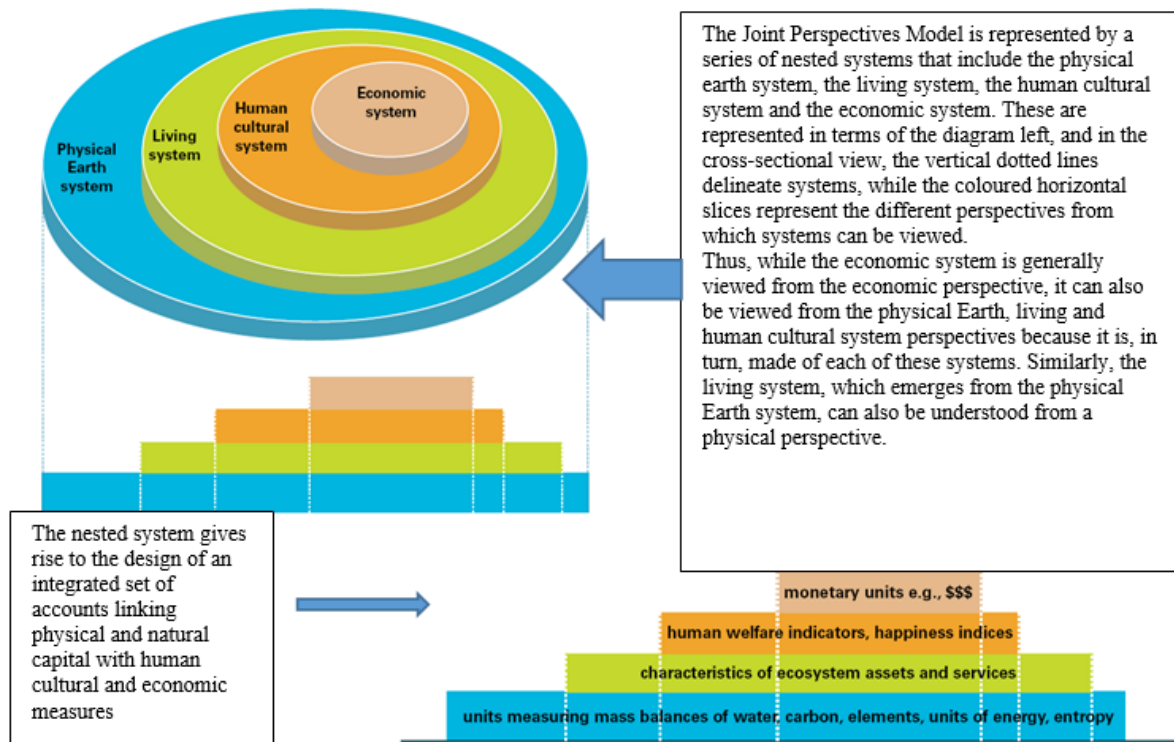 Economic
system
Human
cultural
system
Living
system
Physical
Earth
system
The Joint Perspectives Model is represented by a
series of nested systems that include the physical
earth system, the living system, the human cultural
system and the economic system. These are
represented in terms of the diagram left, and in the
cross-sectional view, the vertical dotted lines
delineate systems, while the coloured horizontal
slices represent the different perspectives from
which systems can be viewed.
Thus, while the economic system is generally
viewed from the economic perspective, it can also
be viewed from the physical Earth, living and
human cultural system perspectives because it is, in
turn, made of each of these systems. Similarly, the
living system, which emerges from the physical
Earth system, can also be understood from a
physical perspective.
The nested system gives
rise to the design of an
integrated set of
accounts linking
physical and natural
capital with human
cultural and economic
measures
monetary units e.g., $$$
human welfare indicators, happiness indices
characteristics of ecosystem assets and services
units measuring mass balances of water, carbon, elements, units of energy, entropy